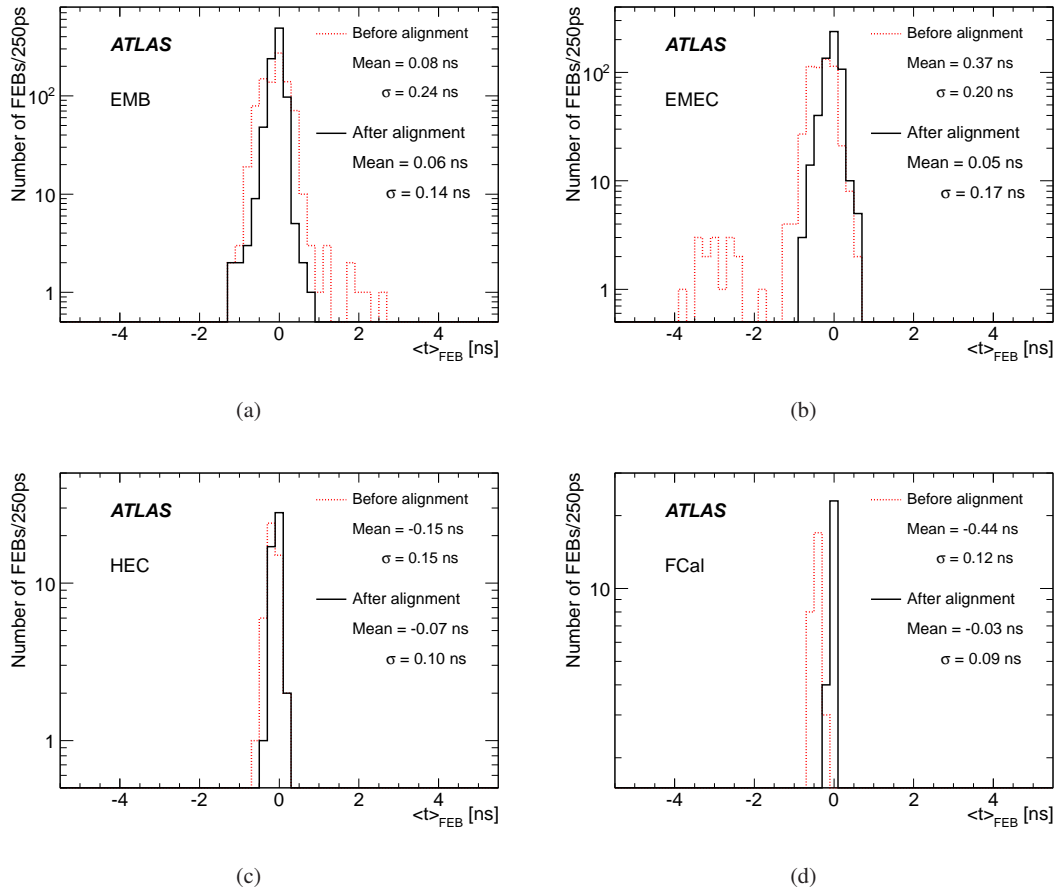 Number of FEBs/250ps
10²
10
1
ATLAS
EMB
Before alignment
Mean = 0.08 ns
σ = 0.24 ns
After alignment
Mean = 0.06 ns
σ = 0.14 ns
-4 -2 0 2 4
<t>FEB [ns]
(a)
Number of FEBs/250ps
10²
10
1
ATLAS
EMEC
Before alignment
Mean = 0.37 ns
σ = 0.20 ns
After alignment
Mean = 0.05 ns
σ = 0.17 ns
-4 -2 0 2 4
<t>FEB [ns]
(b)
Number of FEBs/250ps
10
1
ATLAS
HEC
Before alignment
Mean = -0.15 ns
σ = 0.15 ns
After alignment
Mean = -0.07 ns
σ = 0.10 ns
-4 -2 0 2 4
<t>FEB [ns]
(c)
Number of FEBs/250ps
10
ATLAS
FCal
Before alignment
Mean = -0.44 ns
σ = 0.12 ns
After alignment
Mean = -0.03 ns
σ = 0.09 ns
-4 -2 0 2 4
<t>FEB [ns]
(d)